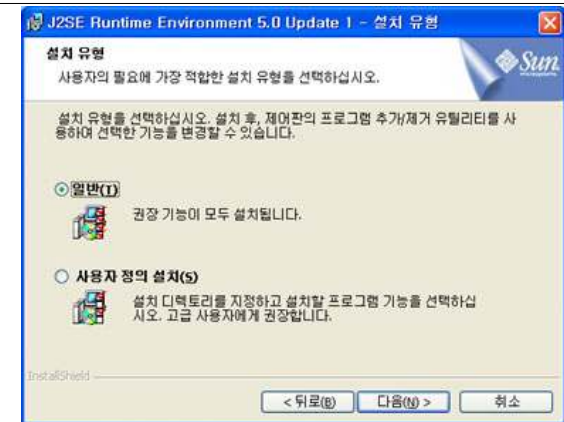 J2SE Runtime Environment 5.0 Update 1 - 설치 유형
설치 유형
사용자의 필요에 가장 적합한 설치 유형을 선택하십시오.
Sun
설치 유형을 선택하십시오. 설치 후, 제어판의 프로그램 추가/제거 유틸리티를 사
용하여 선택한 기능을 변경할 수 있습니다.
일반(T)
권장 기능이 모두 설치됩니다.
사용자 정의 설치(S)
설치 디렉토리를 지정하고 설치할 프로그램 기능을 선택하십
시오. 고급 사용자에게 권장합니다.
InstallShield
< 뒤로(B) 다음(N) > 취소